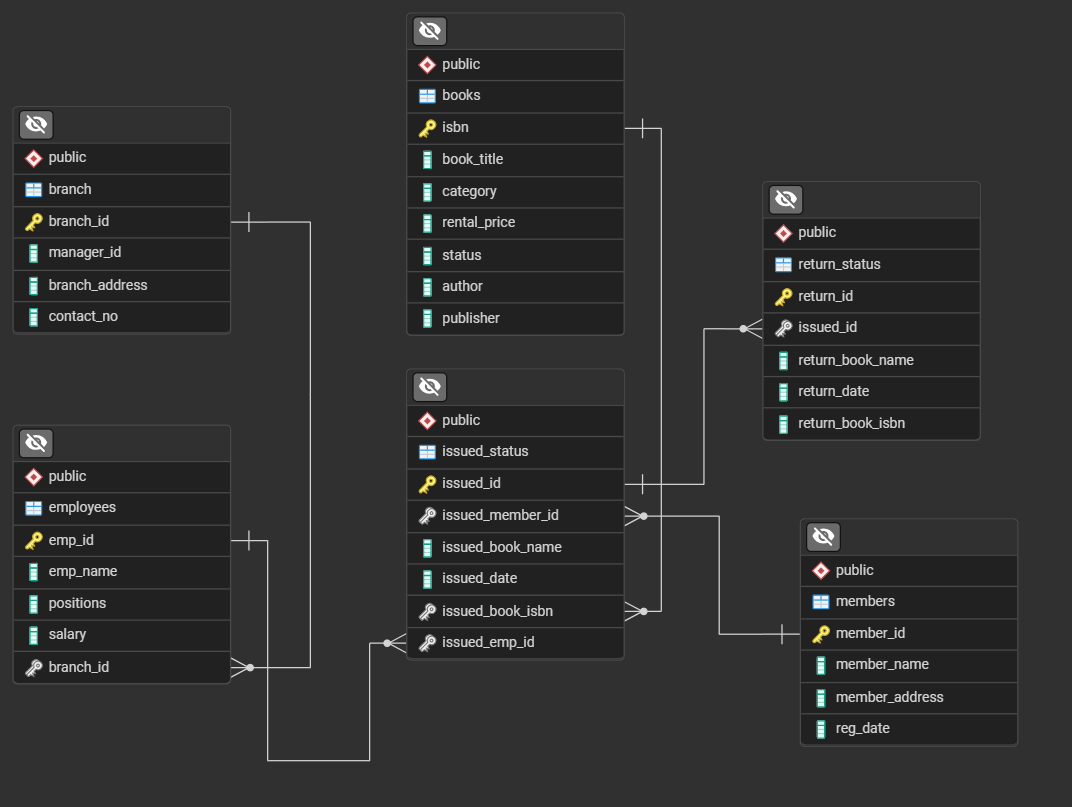 public
branch
branch_id
manager_id
branch_address
contact_no
public
employees
emp_id
emp_name
positions
salary
branch_id
public
books
isbn
book_title
category
rental_price
status
author
publisher
public
issued_status
issued_id
issued_member_id
issued_book_name
issued_date
issued_book_isbn
issued_emp_id
public
return_status
return_id
issued_id
return_book_name
return_date
return_book_isbn
public
members
member_id
member_name
member_address
reg_date